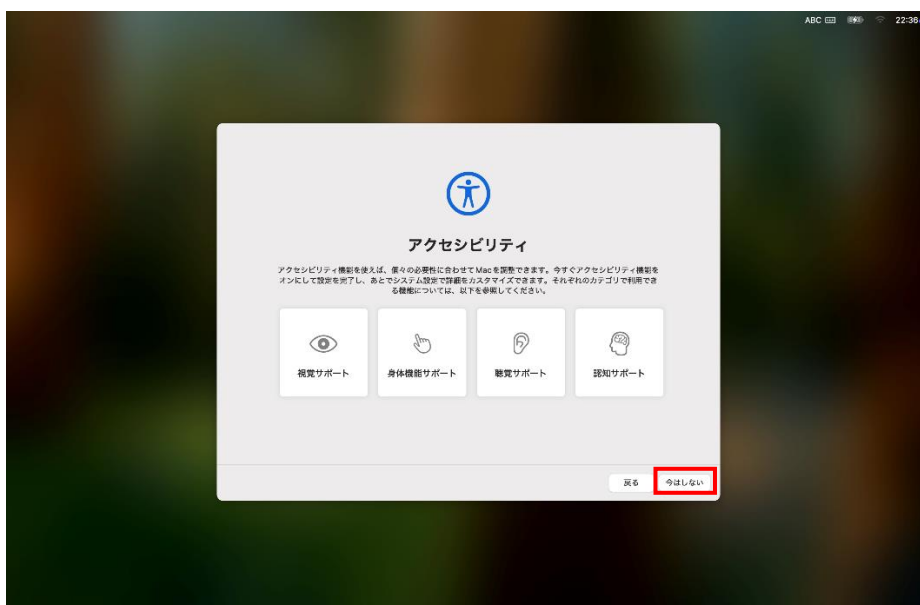 ABC 22:36
アクセシビリティ
アクセシビリティ機能を使えば、個々の必要性に合わせてMacを調整できます。今すぐアクセシビリティ機能を
オンにして設定を完了し、あとでシステム設定で詳細をカスタマイズできます。それぞれのカテゴリで利用でき
る機能については、以下を参照してください。
視覚サポート 身体機能サポート 聴覚サポート 認知サポート
戻る 今はしない